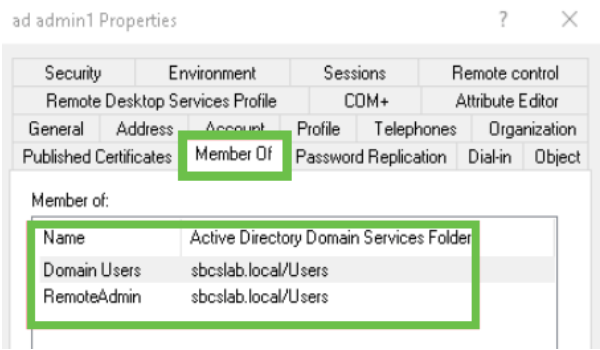 ad admin1 Properties ? ×
Security Environment Sessions Remote control
Remote Desktop Services Profile COM+ Attribute Editor
General Address Account Profile Telephones Organization
Published Certificates Member Of Password Replication Dial-in Object
Member of:
Name Active Directory Domain Services Folder
Domain Users sbcslab.local/Users
RemoteAdmin sbcslab.local/Users